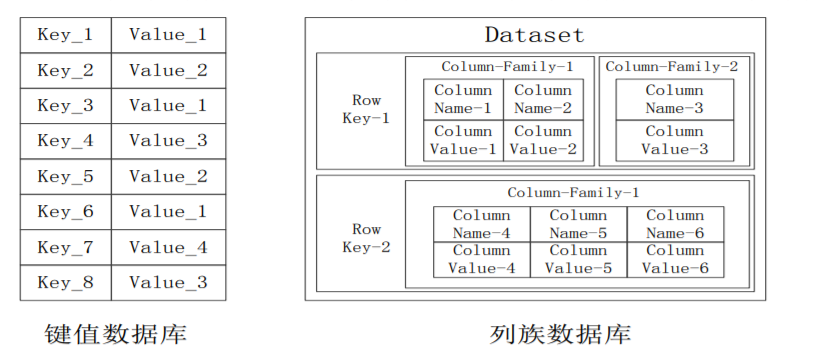 Key_1 Value_1
Key_2 Value_2
Key_3 Value_1
Key_4 Value_3
Key_5 Value_2
Key_6 Value_1
Key_7 Value_4
Key_8 Value_3
键值数据库
Dataset
Row
Key-1
Column-Family-1
Column
Name-1
Column
Name-2
Column
Value-1
Column
Value-2
Column-Family-2
Column
Name-3
Column
Value-3
Row
Key-2
Column-Family-1
Column
Name-4
Column
Name-5
Column
Name-6
Column
Value-4
Column
Value-5
Column
Value-6
列族数据库